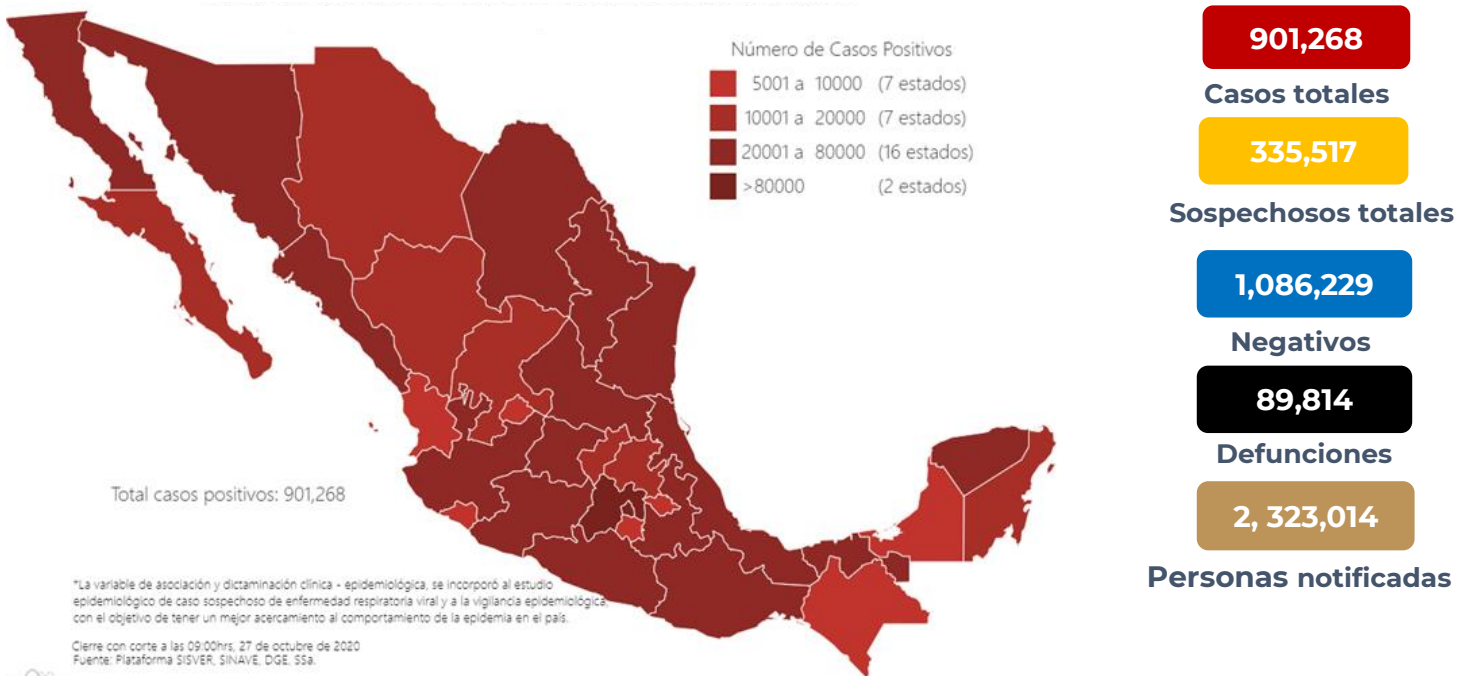 Número de Casos Positivos
5001 a 10000 (7 estados)
10001 a 20000 (7 estados)
20001 a 80000 (16 estados)
>80000 (2 estados)
Total casos positivos: 901,268
*La variable de asociación y dictaminación clínica - epidemiológica, se incorporó al estudio
epidemiológico de caso sospechoso de enfermedad respiratoria viral y a la vigilancia epidemiológica,
con el objetivo de tener un mejor acercamiento al comportamiento de la epidemia en el país.
Cierre con corte a las 09:00hrs, 27 de octubre de 2020
Fuente: Plataforma SISVER, SINAVE, DGE, SSa.
901,268
Casos totales
335,517
Sospechosos totales
1,086,229
Negativos
89,814
Defunciones
2, 323,014
Personas notificadas